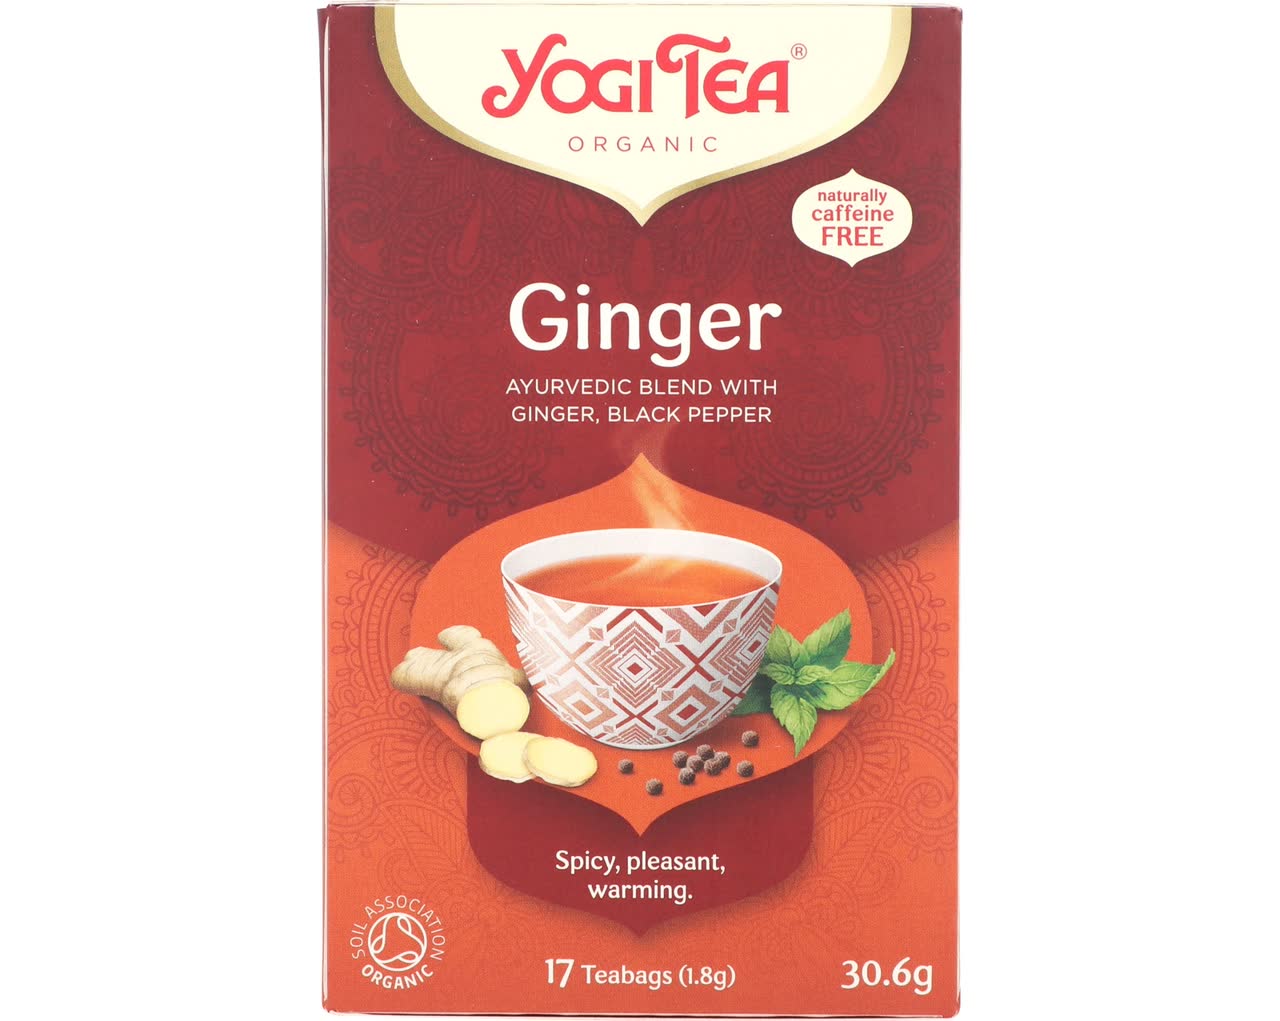 YOGI TEA®
ORGANIC
naturally
caffeine
FREE
Ginger
AYURVEDIC BLEND WITH
GINGER, BLACK PEPPER
Spicy, pleasant,
warming.
SOIL ASSOCIATION
ORGANIC
17 Teabags (1.8g)
30.6g